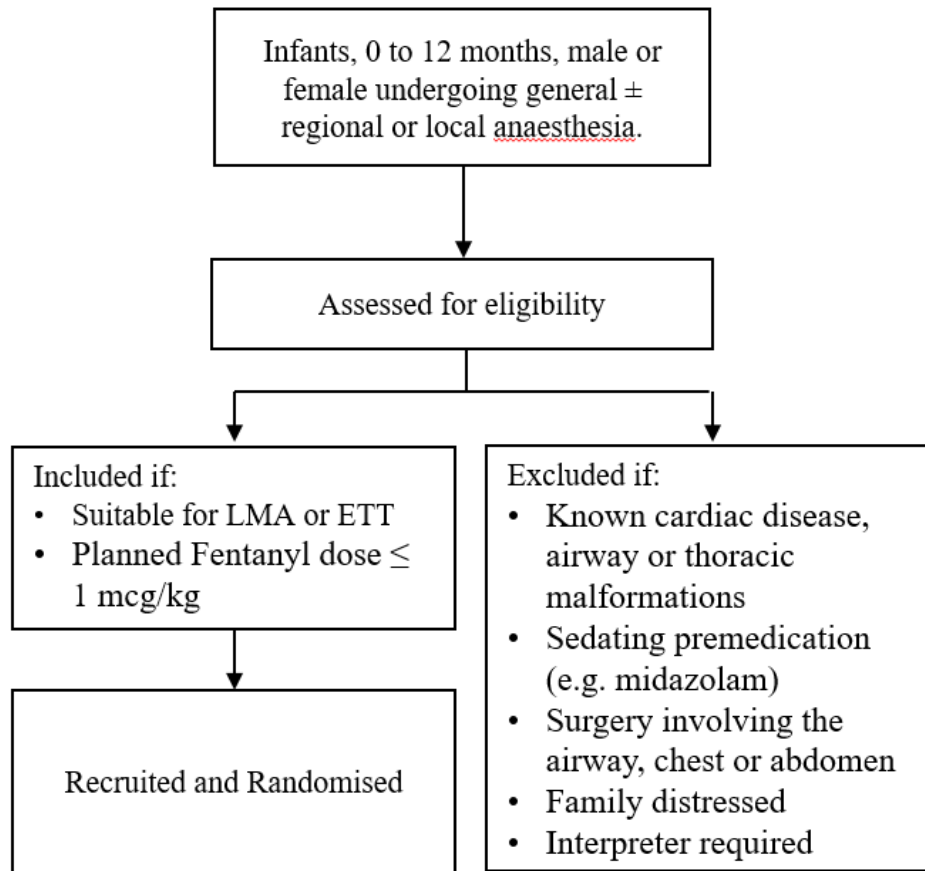 Infants, 0 to 12 months, male or
female undergoing general ±
regional or local anaesthesia.
Assessed for eligibility
Included if:
• Suitable for LMA or ETT
• Planned Fentanyl dose ≤
1 mcg/kg
Recruited and Randomised
Excluded if:
• Known cardiac disease,
airway or thoracic
malformations
• Sedating premedication
(e.g. midazolam)
• Surgery involving the
airway, chest or abdomen
• Family distressed
• Interpreter required